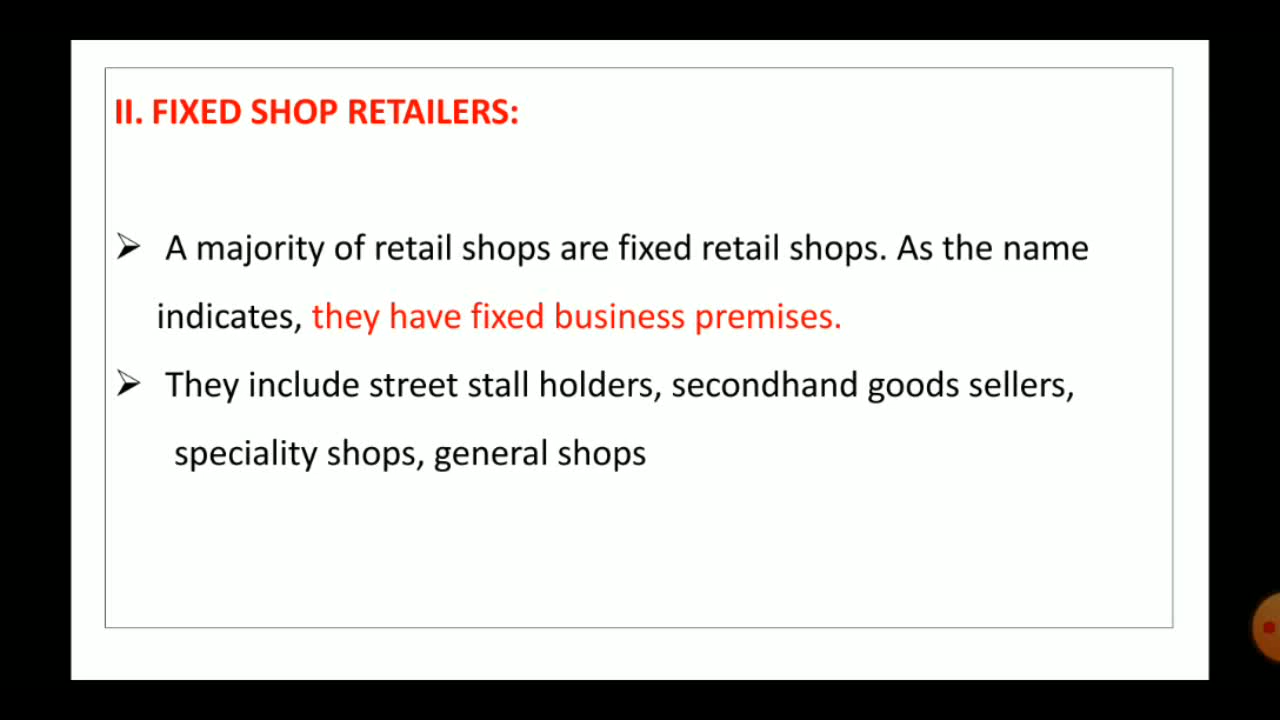 II. FIXED SHOP RETAILERS:
A majority of retail shops are fixed retail shops. As the name
indicates, they have fixed business premises.
They include street stall holders, secondhand goods sellers,
speciality shops, general shops